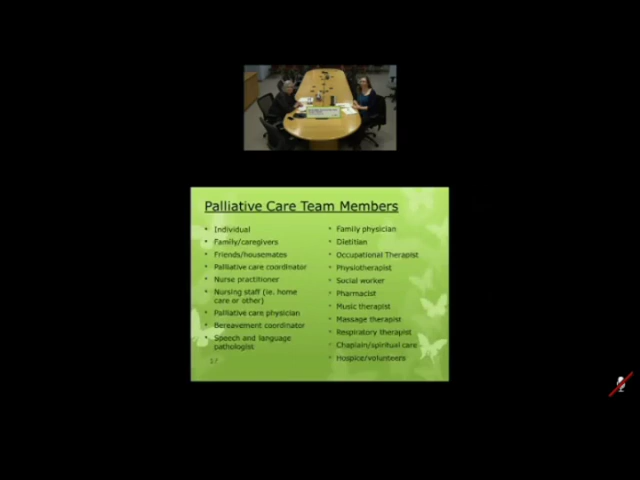 Palliative Care Team Members
• Individual
• Family/caregivers
• Friends/housemates
• Palliative care coordinator
• Nurse practitioner
• Nursing staff (ie. home
care or other)
• Palliative care physician
• Bereavement coordinator
• Speech and language
pathologist
17
• Family physician
• Dietitian
• Occupational Therapist
• Physiotherapist
• Social worker
• Pharmacist
• Music therapist
• Massage therapist
• Respiratory therapist
• Chaplain/spiritual care
• Hospice/volunteers